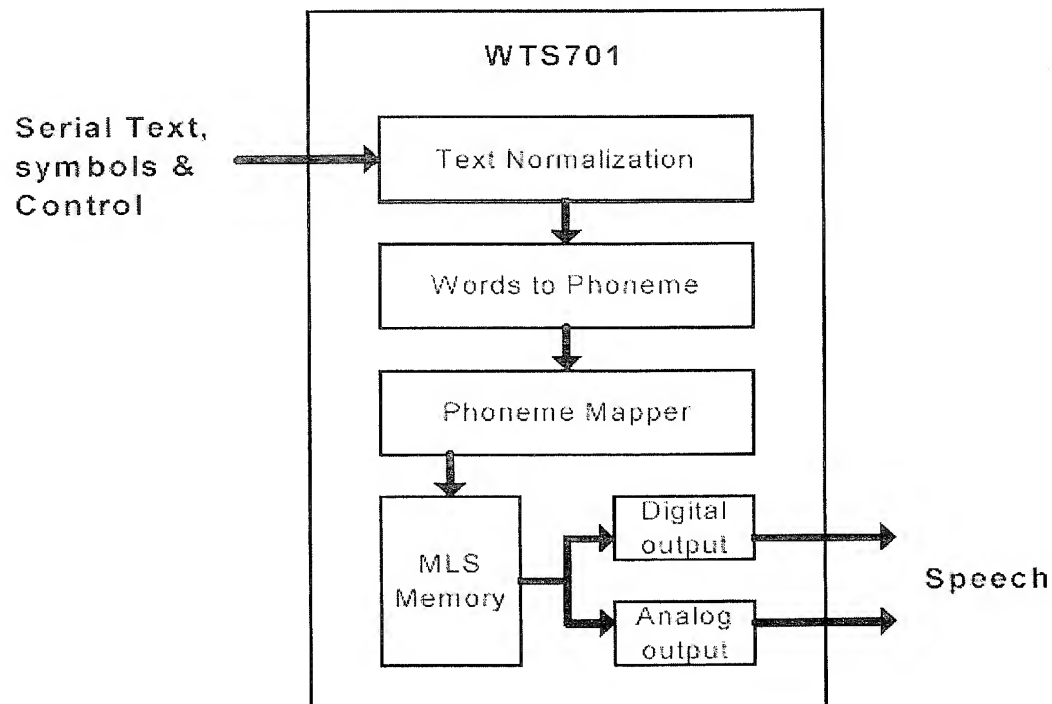 WTS701
Serial Text,
symbols &
Control
Text Normalization
Words to Phoneme
Phoneme Mapper
MLS
Memory
Digital
output
Analog
output
Speech